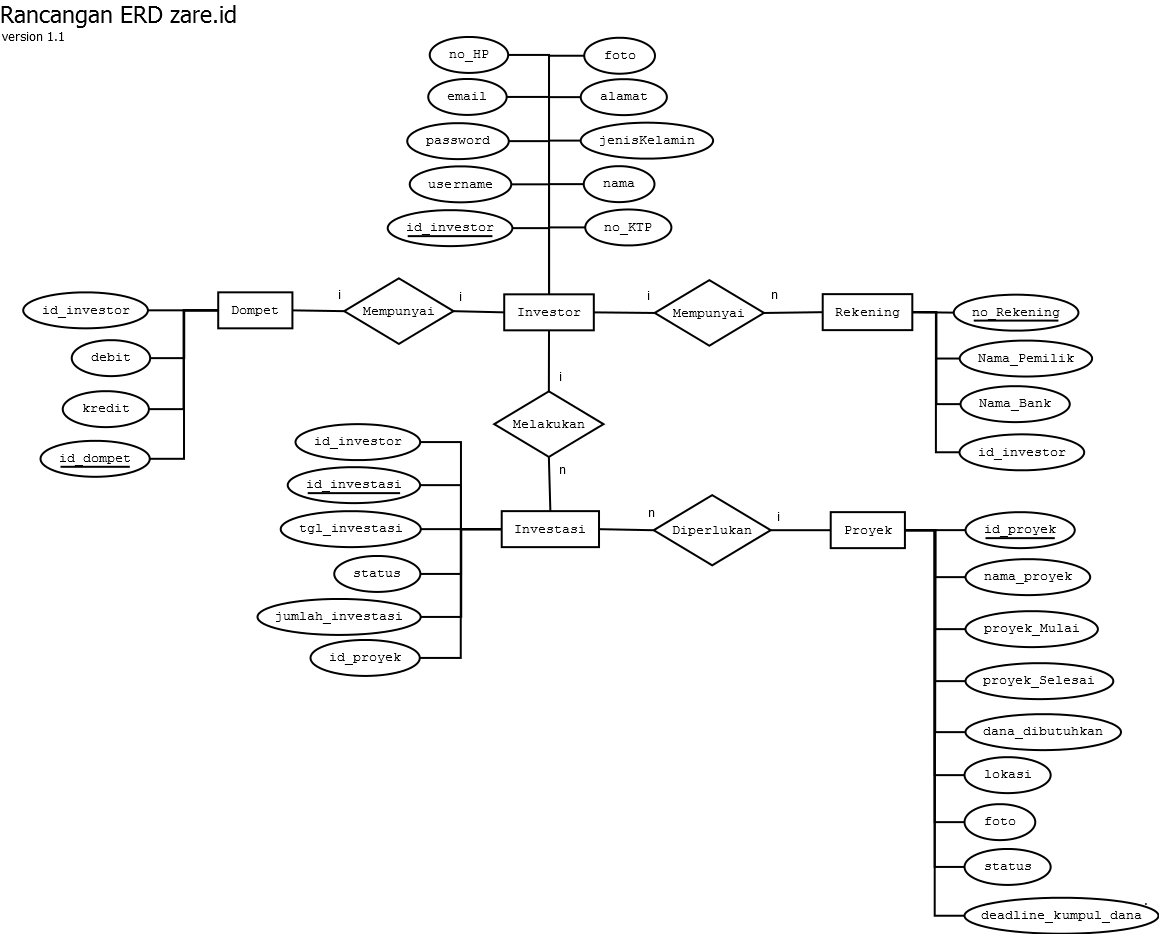 Rancangan ERD zare.id
version 1.1
no_HP
foto
email
alamat
password
jenisKelamin
username
nama
id_investor
no_KTP
id_investor
Dompet
i
Mempunyai
i
Investor
i
Mempunyai
n
Rekening
no_Rekening
debit
Nama_Pemilik
kredit
Nama_Bank
id_dompet
id_investor
i
Melakukan
n
id_investor
id_investasi
tgl_investasi
status
jumlah_investasi
id_proyek
Investasi
n
Diperlukan
i
Proyek
id_proyek
nama_proyek
proyek_Mulai
proyek_Selesai
dana_dibutuhkan
lokasi
foto
status
deadline_kumpul_dana